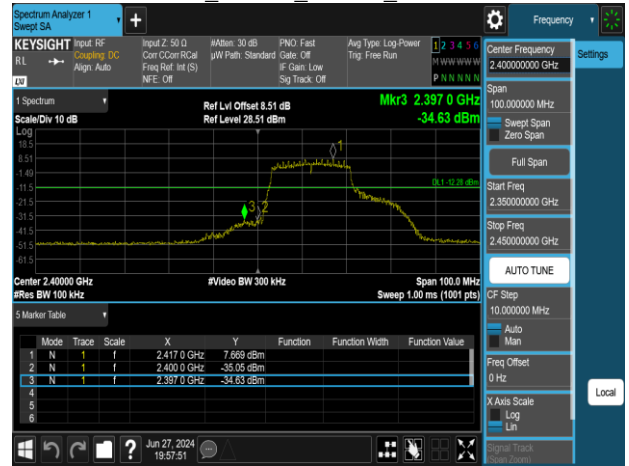 Spectrum Analyzer 1
Swept SA
Frequency
KEYSIGHT
RL
Input: RF
Coupling: DC
Align: Auto
Input Z: 50 Ω
Corr CCorr RCal
Freq Ref: Int (S)
NFE: Off
#Atten: 30 dB
µW Path: Standard
PNO: Fast
Gate: Off
IF Gain: Low
Sig Track: Off
Avg Type: Log-Power
Trig: Free Run
1 2 3 4 5 6
M W W W W W
P N N N N N
LXI
1 Spectrum
Scale/Div 10 dB
Ref Lvl Offset 8.51 dB
Ref Level 28.51 dBm
Mkr3 2.397 0 GHz
-34.63 dBm
Log
18.5
8.51
-1.49
-11.5
-21.5
-31.5
-41.5
-51.5
-61.5
1
DL1 -12.28 dBm
3
2
Center 2.40000 GHz
#Res BW 100 kHz
#Video BW 300 kHz
Span 100.0 MHz
Sweep 1.00 ms (1001 pts)
5 Marker Table
Mode Trace Scale X Y Function Function Width Function Value
1 N 1 f 2.417 0 GHz 7.669 dBm
2 N 1 f 2.400 0 GHz -35.05 dBm
3 N 1 f 2.397 0 GHz -34.63 dBm
4
5
6
?
Jun 27, 2024
19:57:51
Center Frequency
2.400000000 GHz
Settings
Span
100.000000 MHz
Swept Span
Zero Span
Full Span
Start Freq
2.350000000 GHz
Stop Freq
2.450000000 GHz
AUTO TUNE
CF Step
10.000000 MHz
Auto
Man
Freq Offset
0 Hz
X Axis Scale
Log
Lin
Local
Signal Track
(Span Zoom)